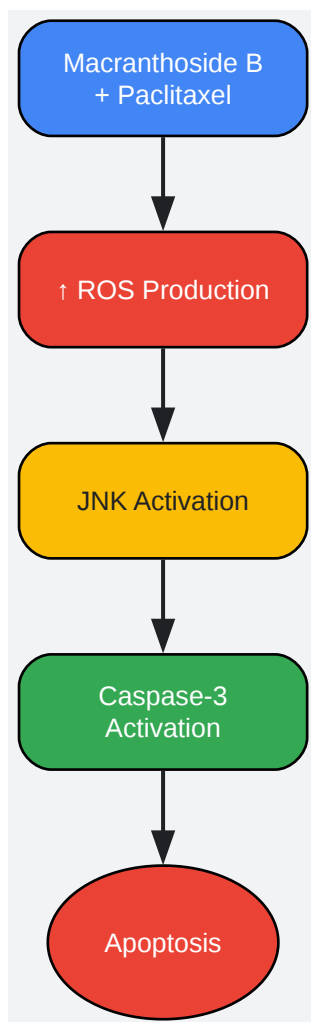 Macranthoside B
+ Paclitaxel
↑ ROS Production
JNK Activation
Caspase-3
Activation
Apoptosis